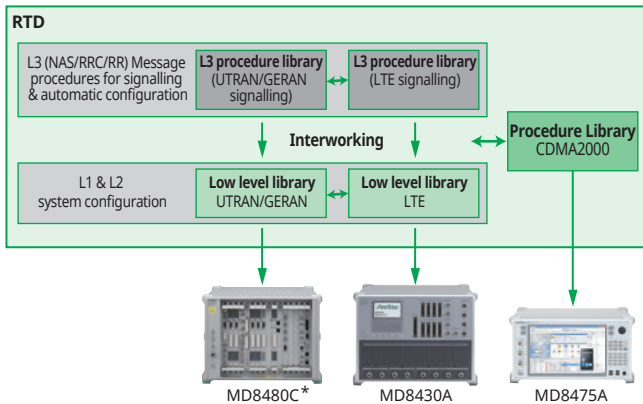 RTD
L3 (NAS/RRC/RR) Message
procedures for signalling
& automatic configuration
L3 procedure library
(UTRAN/GERAN
signalling)
L3 procedure library
(LTE signalling)
Interworking
Procedure Library
CDMA2000
L1 & L2
system configuration
Low level library
UTRAN/GERAN
Low level library
LTE
Anritsu
MD8480C*
MD8430A
MD8475A